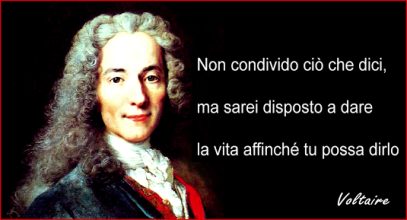 Non condivido ciò che dici,
ma sarei disposto a dare
la vita affinché tu possa dirlo
Voltaire